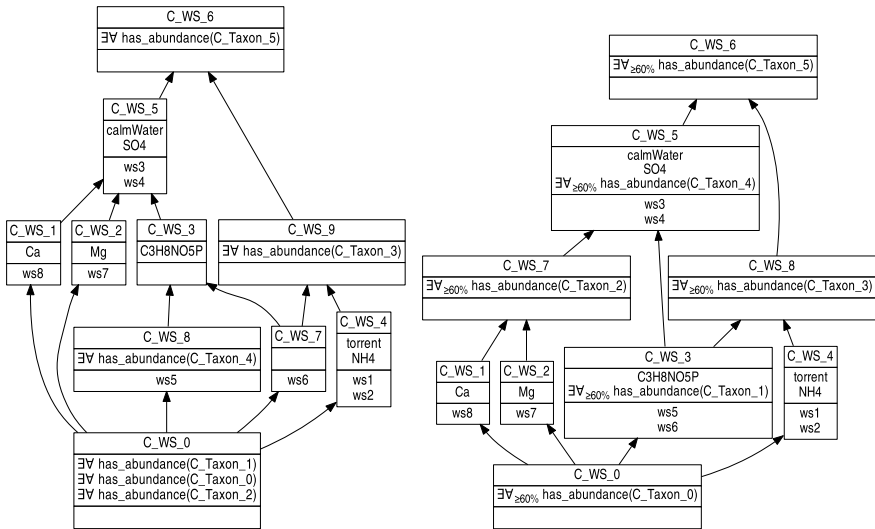 C_WS_6
∃∀ has_abundance(C_Taxon_5)
C_WS_5
calmWater
SO4
ws3
ws4
C_WS_1
Ca
ws8
C_WS_2
Mg
ws7
C_WS_3
C3H8NO5P
C_WS_9
∃∀ has_abundance(C_Taxon_3)
C_WS_8
∃∀ has_abundance(C_Taxon_4)
ws5
C_WS_7
ws6
C_WS_4
torrent
NH4
ws1
ws2
C_WS_0
∃∀ has_abundance(C_Taxon_1)
∃∀ has_abundance(C_Taxon_0)
∃∀ has_abundance(C_Taxon_2)
C_WS_6
∃∀≥60% has_abundance(C_Taxon_5)
C_WS_5
calmWater
SO4
∃∀≥60% has_abundance(C_Taxon_4)
ws3
ws4
C_WS_7
∃∀≥60% has_abundance(C_Taxon_2)
C_WS_8
∃∀≥60% has_abundance(C_Taxon_3)
C_WS_1
Ca
ws8
C_WS_2
Mg
ws7
C_WS_3
C3H8NO5P
∃∀≥60% has_abundance(C_Taxon_1)
ws5
ws6
C_WS_4
torrent
NH4
ws1
ws2
C_WS_0
∃∀≥60% has_abundance(C_Taxon_0)